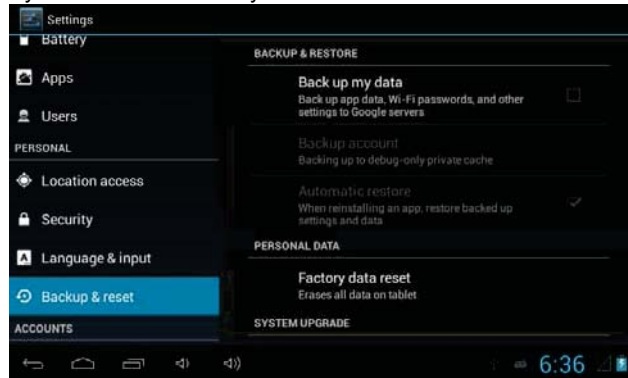 Settings
Battery
Apps
Users
PERSONAL
Location access
Security
Language & input
Backup & reset
ACCOUNTS
BACKUP & RESTORE
Back up my data
Back up app data, Wi-Fi passwords, and other
settings to Google servers
Backup account
Backing up to debug-only private cache
Automatic restore
When reinstalling an app, restore backed up
settings and data
PERSONAL DATA
Factory data reset
Erases all data on tablet
SYSTEM UPGRADE
6:36